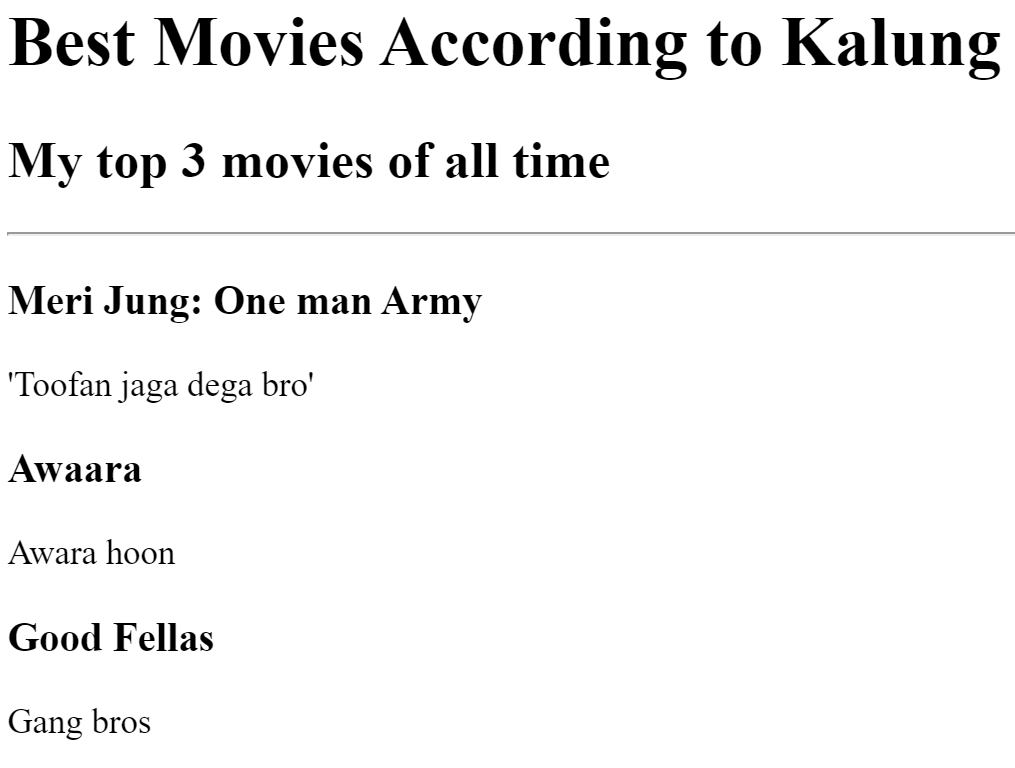 Best Movies According to Kalung
My top 3 movies of all time
Meri Jung: One man Army
'Toofan jaga dega bro'
Awaara
Awara hoon
Good Fellas
Gang bros